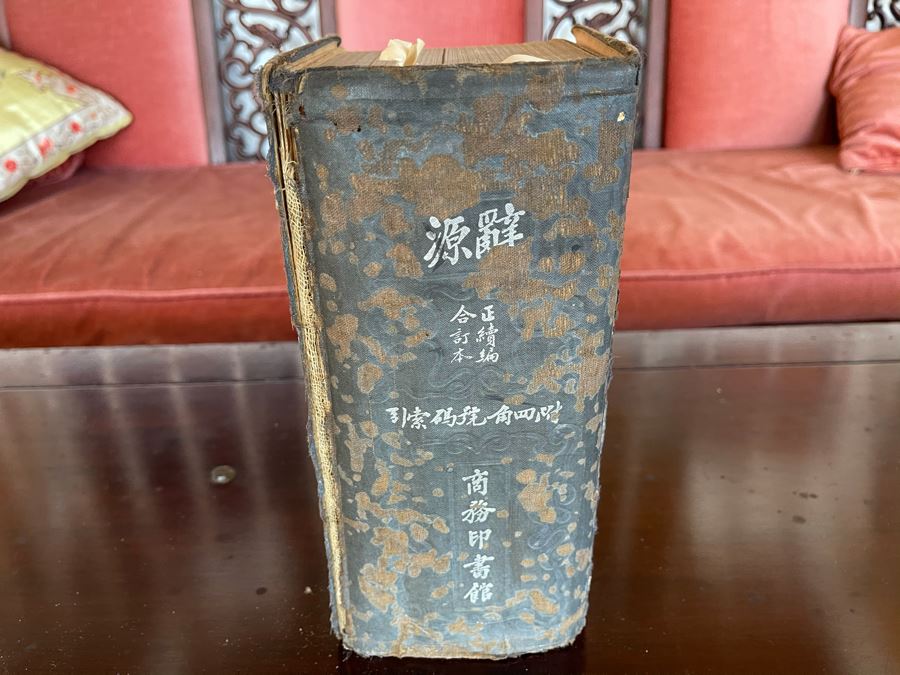 辭源
正續編
合訂本
附四角號碼索引
商務印書館